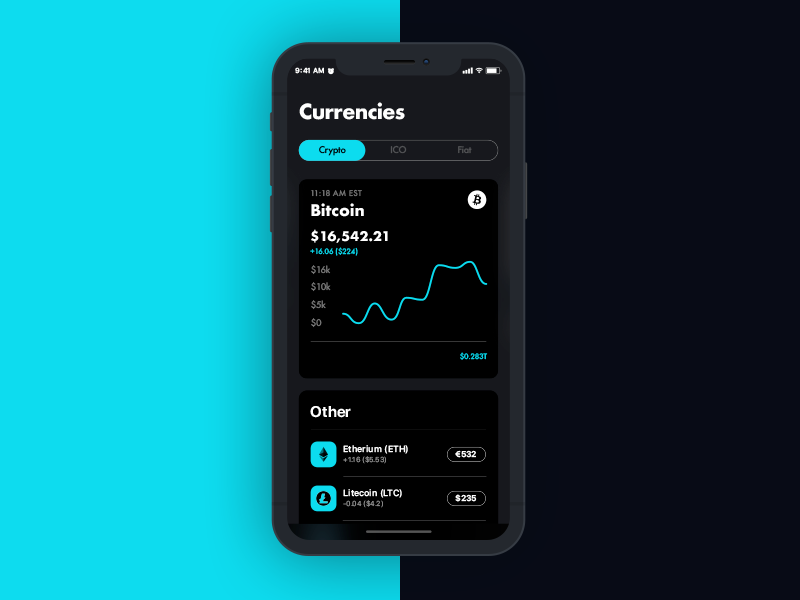 9:41 AM
Currencies
Crypto ICO Fiat
11:18 AM EST
Bitcoin
$16,542.21
+16.06 ($224)
$16k
$10k
$5k
$0
$0.283T
Other
Etherium (ETH)
+1.16 ($5.53)
€532
Litecoin (LTC)
-0.04 ($4.2)
$235